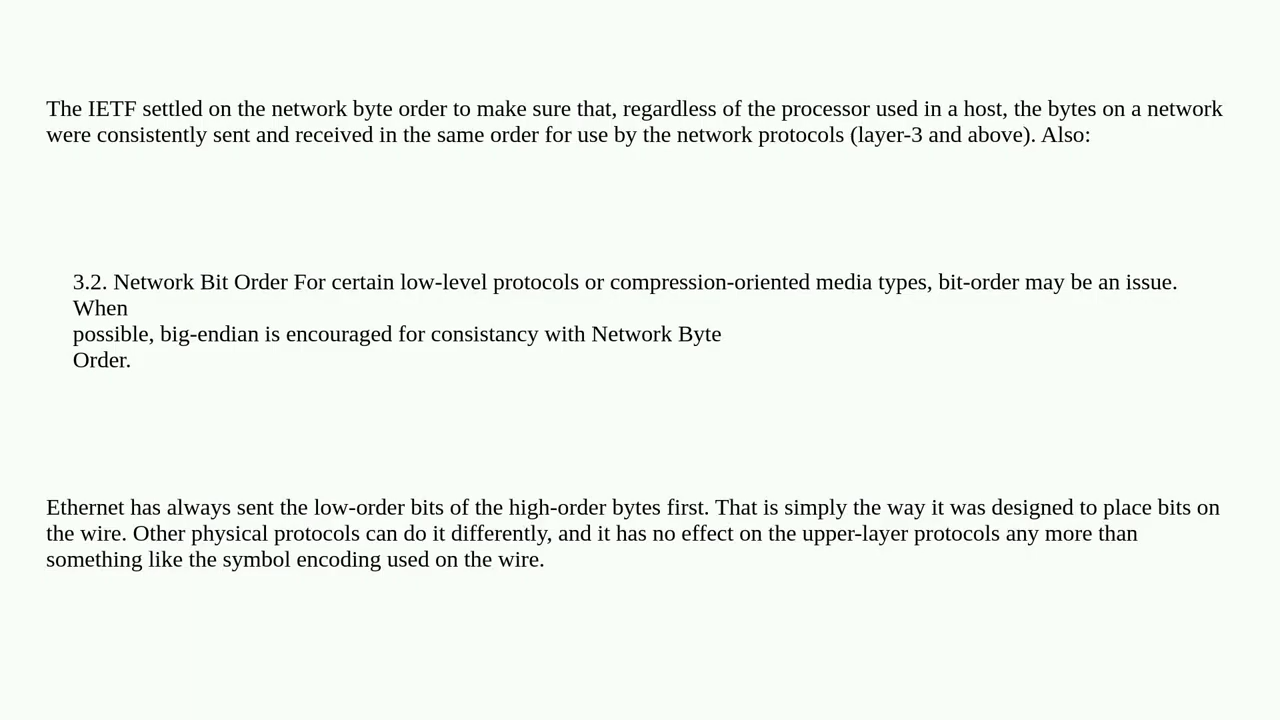 The IETF settled on the network byte order to make sure that, regardless of the processor used in a host, the bytes on a network
were consistently sent and received in the same order for use by the network protocols (layer-3 and above). Also:
3.2. Network Bit Order For certain low-level protocols or compression-oriented media types, bit-order may be an issue.
When
possible, big-endian is encouraged for consistancy with Network Byte
Order.
Ethernet has always sent the low-order bits of the high-order bytes first. That is simply the way it was designed to place bits on
the wire. Other physical protocols can do it differently, and it has no effect on the upper-layer protocols any more than
something like the symbol encoding used on the wire.